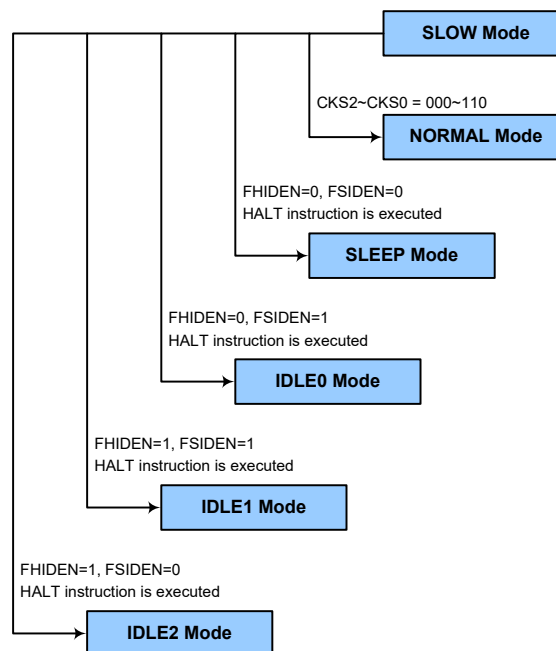 SLOW Mode
CKS2~CKS0 = 000~110
NORMAL Mode
FHIDEN=0, FSIDEN=0
HALT instruction is executed
SLEEP Mode
FHIDEN=0, FSIDEN=1
HALT instruction is executed
IDLE0 Mode
FHIDEN=1, FSIDEN=1
HALT instruction is executed
IDLE1 Mode
FHIDEN=1, FSIDEN=0
HALT instruction is executed
IDLE2 Mode